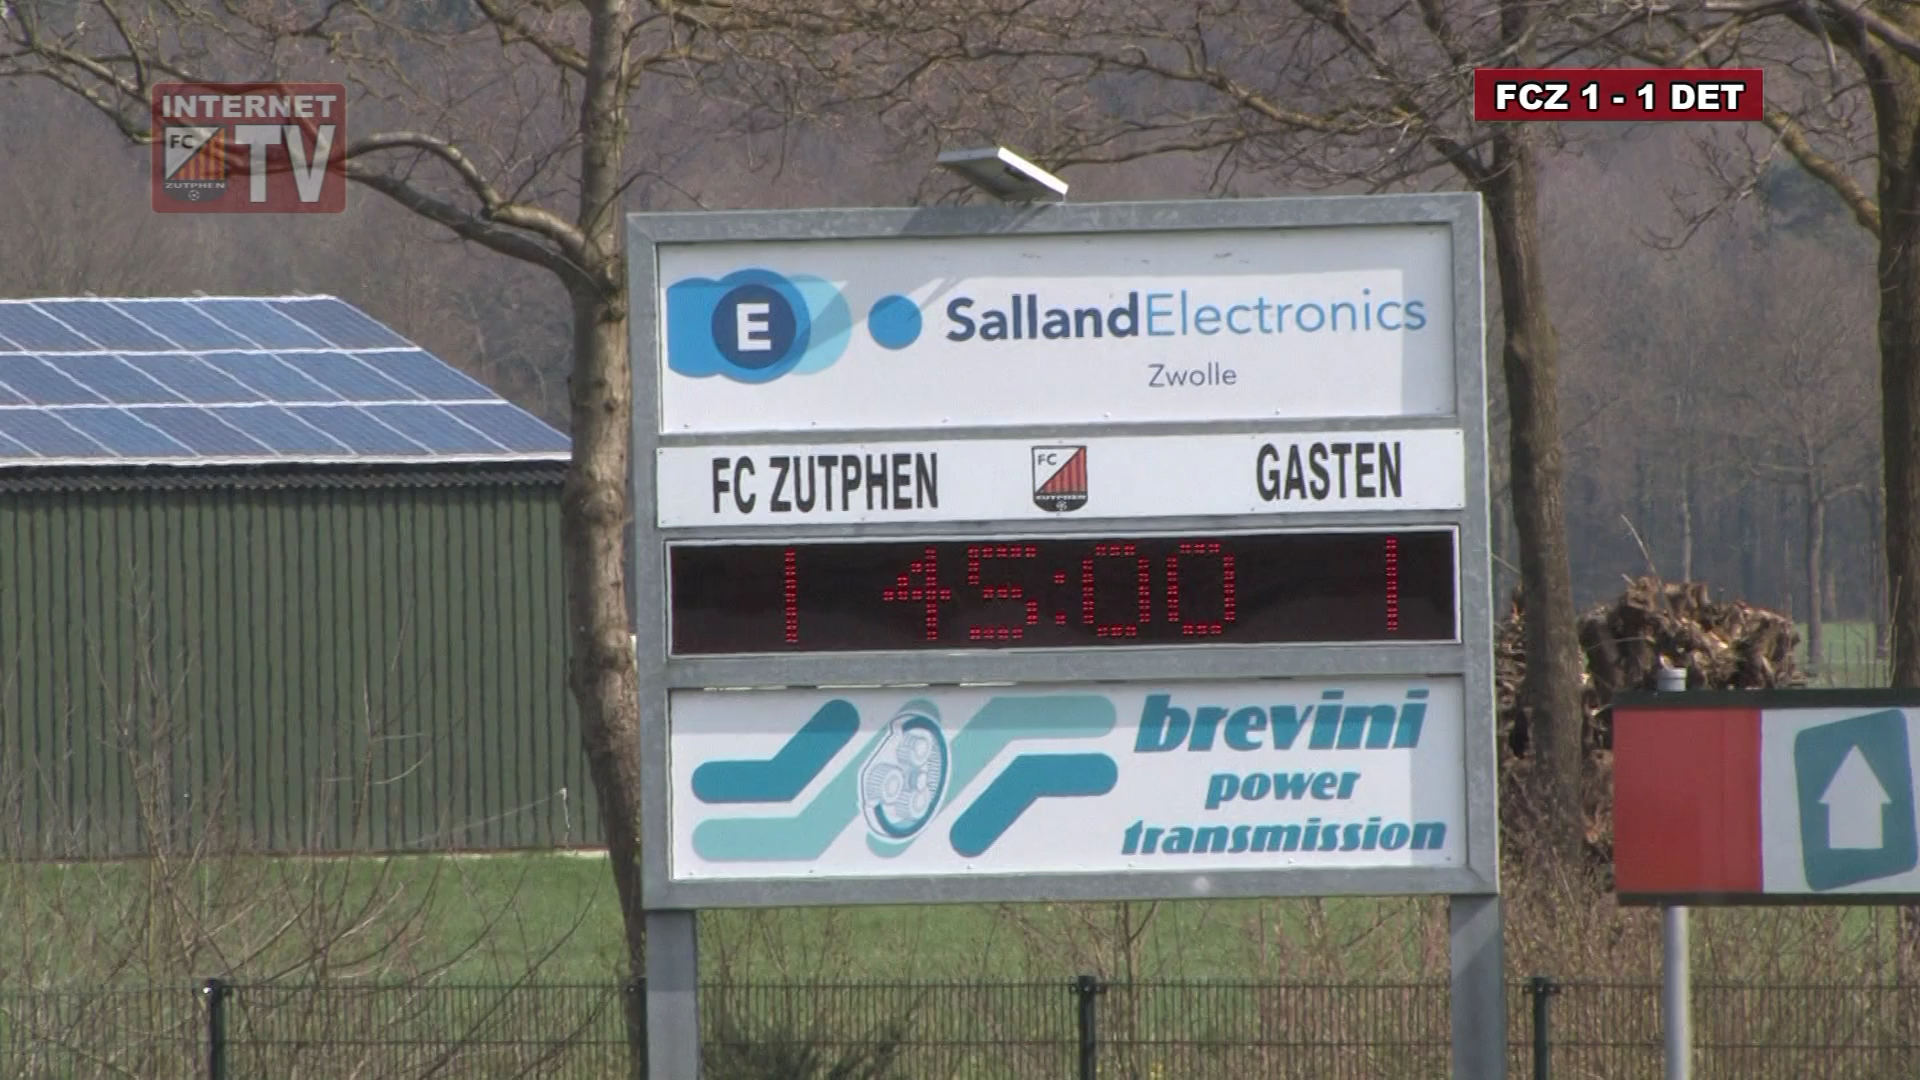 INTERNET
FC
TV
ZUTPHEN
FCZ 1 - 1 DET
E
SallandElectronics
Zwolle
FC ZUTPHEN
FC
ZUTPHEN
GASTEN
1 45:00 1
brevini
power
transmission